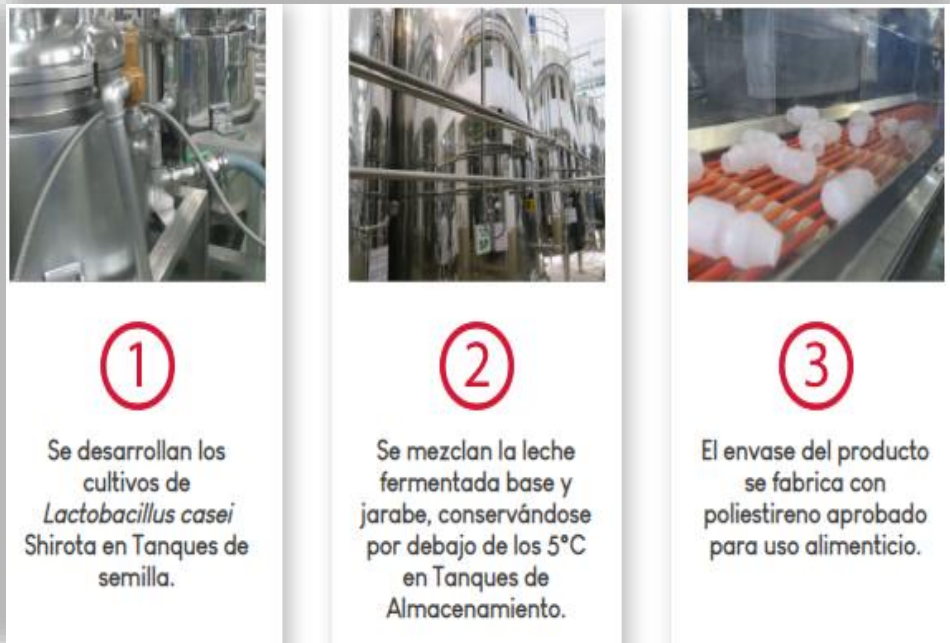 1
Se desarrollan los
cultivos de
Lactobacillus casei
Shirota en Tanques de
semilla.
2
Se mezclan la leche
fermentada base y
jarabe, conservándose
por debajo de los 5°C
en Tanques de
Almacenamiento.
3
El envase del producto
se fabrica con
poliestireno aprobado
para uso alimenticio.